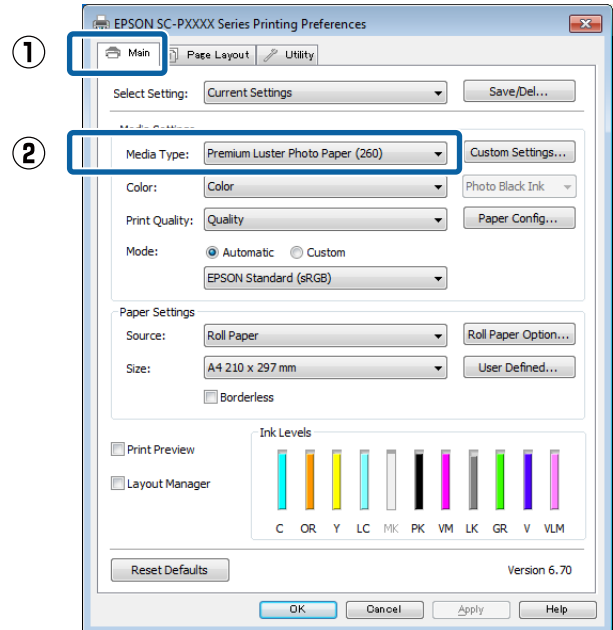 EPSON SC-PXXXX Series Printing Preferences
①
Main Page Layout Utility
Select Setting: Current Settings Save/Del...
Media Settings
②
Media Type: Premium Luster Photo Paper (260) Custom Settings...
Color: Color Photo Black Ink
Print Quality: Quality Paper Config...
Mode: Automatic Custom
EPSON Standard (sRGB)
Paper Settings
Source: Roll Paper Roll Paper Option...
Size: A4 210 x 297 mm User Defined...
Borderless
Ink Levels
Print Preview
Layout Manager
C OR Y LC MK PK VM LK GR V VLM
Reset Defaults Version 6.70
OK Cancel Apply Help